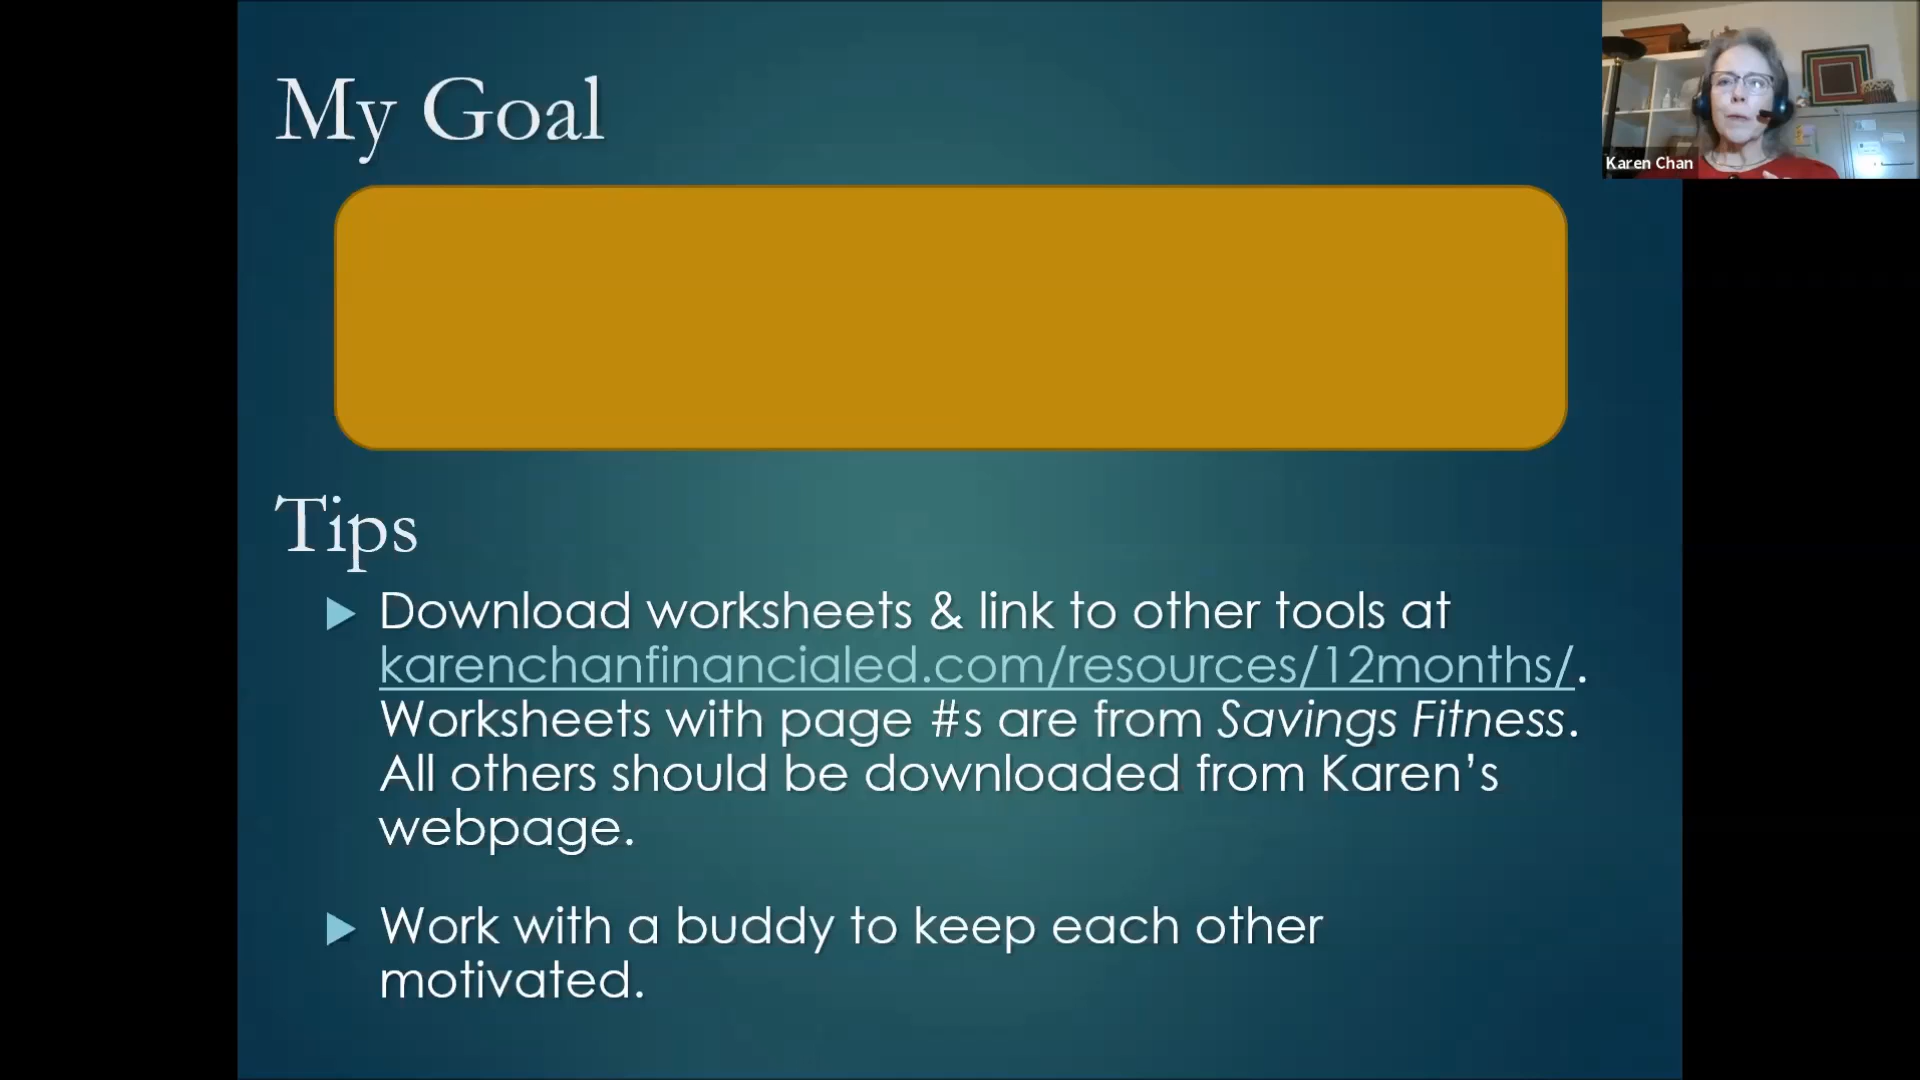 My Goal
Karen Chan
Tips
Download worksheets & link to other tools at
karenchanfinancialed.com/resources/12months/.
Worksheets with page #s are from Savings Fitness.
All others should be downloaded from Karen’s
webpage.
Work with a buddy to keep each other
motivated.